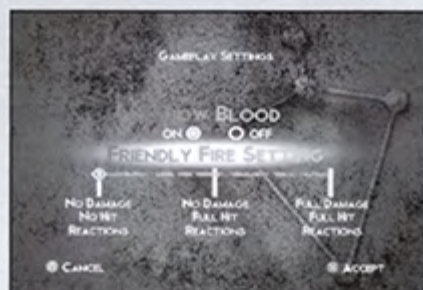 GAMEPLAY SETTINGS
SHOW BLOOD
ON OFF
FRIENDLY FIRE SETTING
NO DAMAGE NO DAMAGE FULL DAMAGE
NO HIT FULL HIT FULL HIT
REACTIONS REACTIONS REACTIONS
CANCEL ACCEPT